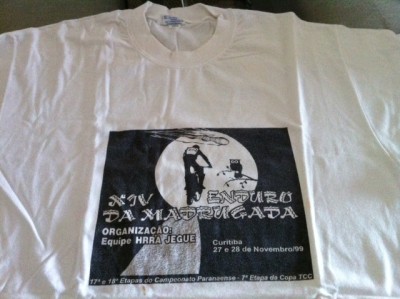 XIV ENDURO
DA MADRUGADA
ORGANIZAÇÃO:
Equipe HRRA JEGUE
Curitiba
27 e 28 de Novembro/99
17ª e 18ª Etapas do Campeonato Paranaense - 7ª Etapa da Copa TCC